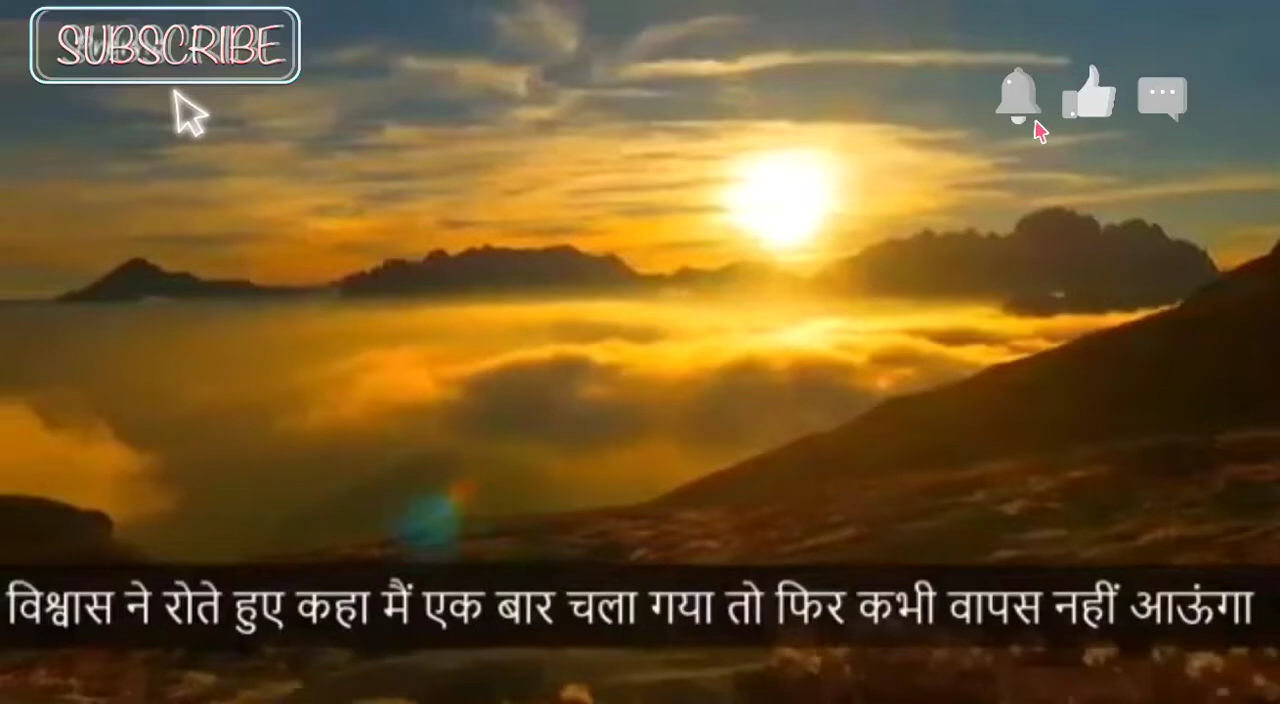 SUBSCRIBE
विश्वास ने रोते हुए कहा मैं एक बार चला गया तो फिर कभी वापस नहीं आऊंगा